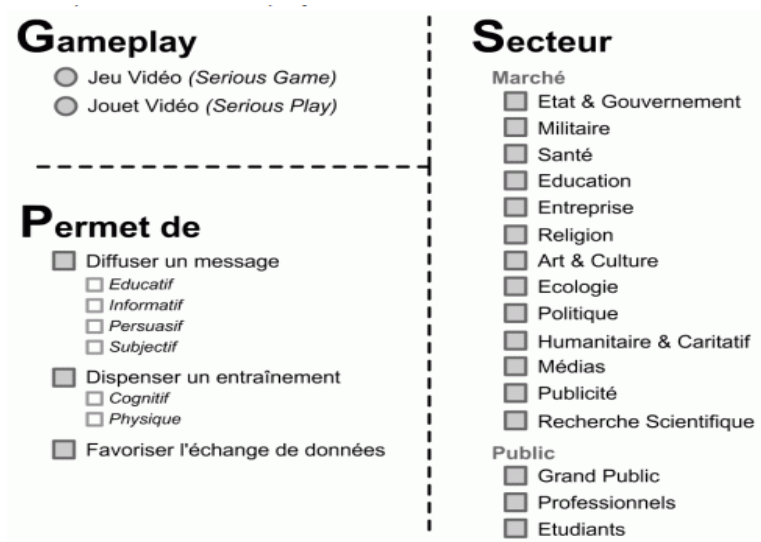 Gameplay
Jeu Vidéo (Serious Game)
Jouet Vidéo (Serious Play)
Permet de
Diffuser un message
Educatif
Informatif
Persuasif
Subjectif
Dispenser un entraînement
Cognitif
Physique
Favoriser l'échange de données
Secteur
Marché
Etat & Gouvernement
Militaire
Santé
Education
Entreprise
Religion
Art & Culture
Ecologie
Politique
Humanitaire & Caritatif
Médias
Publicité
Recherche Scientifique
Public
Grand Public
Professionnels
Etudiants